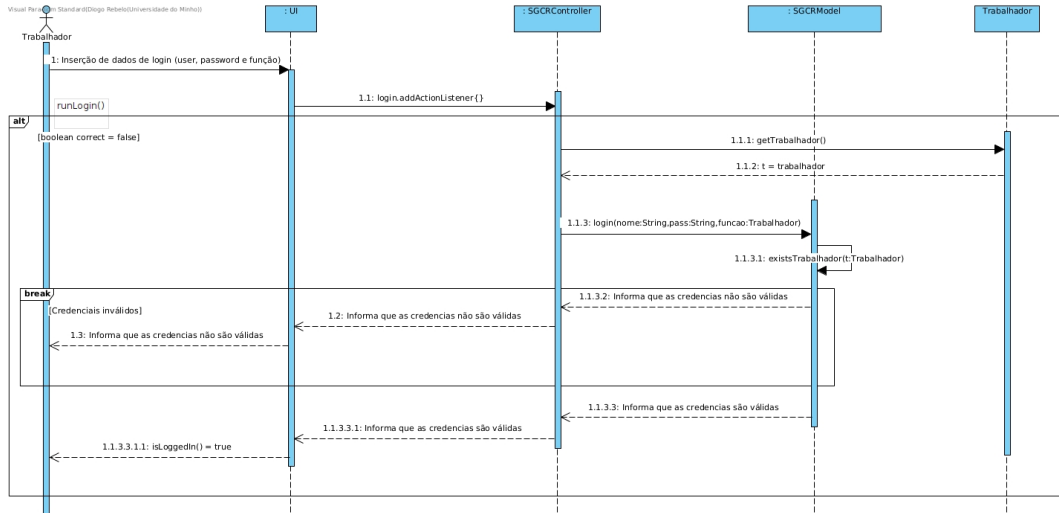 Visual Paradigm Standard(Diogo Rebelo(Universidade do Minho))
: UI
: SGCRController
: SGCRModel
Trabalhador
Trabalhador
1: Inserção de dados de login (user, password e função)
1.1: login.addActionListener{}
runLogin()
alt
[boolean correct = false]
1.1.1: getTrabalhador()
1.1.2: t = trabalhador
1.1.3: login(nome:String,pass:String,funcao:Trabalhador)
1.1.3.1: existsTrabalhador(t:Trabalhador)
break
[Credenciais inválidos]
1.1.3.2: Informa que as credencias não são válidas
1.2: Informa que as credencias não são válidas
1.3: Informa que as credencias não são válidas
1.1.3.3: Informa que as credencias são válidas
1.1.3.3.1: Informa que as credencias são válidas
1.1.3.3.1.1: isLoggedIn() = true